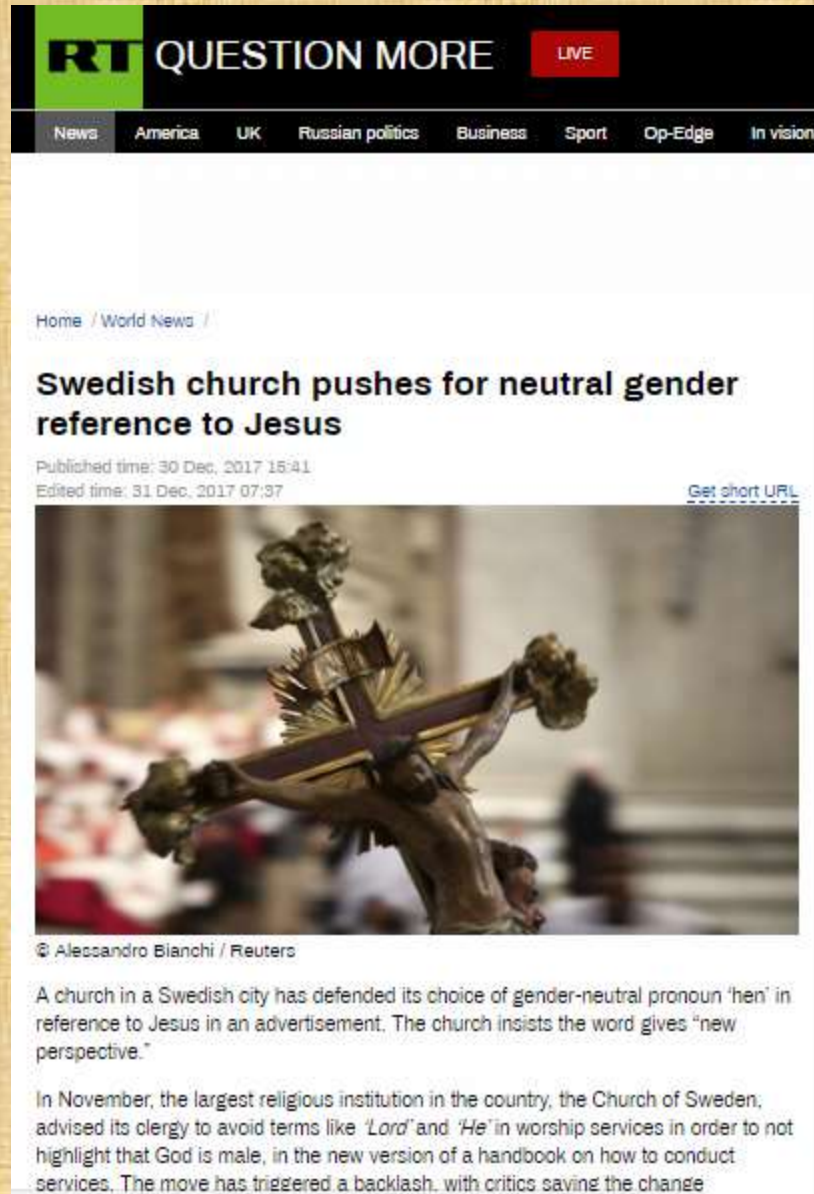 RT QUESTION MORE LIVE
News America UK Russian politics Business Sport Op-Edge In vision
Home / World News /
Swedish church pushes for neutral gender
reference to Jesus
Published time: 30 Dec, 2017 15:41
Edited time: 31 Dec, 2017 07:37
Get short URL
© Alessandro Bianchi / Reuters
A church in a Swedish city has defended its choice of gender-neutral pronoun 'hen' in
reference to Jesus in an advertisement. The church insists the word gives "new
perspective."
In November, the largest religious institution in the country, the Church of Sweden,
advised its clergy to avoid terms like 'Lord' and 'He' in worship services in order to not
highlight that God is male, in the new version of a handbook on how to conduct
services. The move has triggered a backlash, with critics saying the change